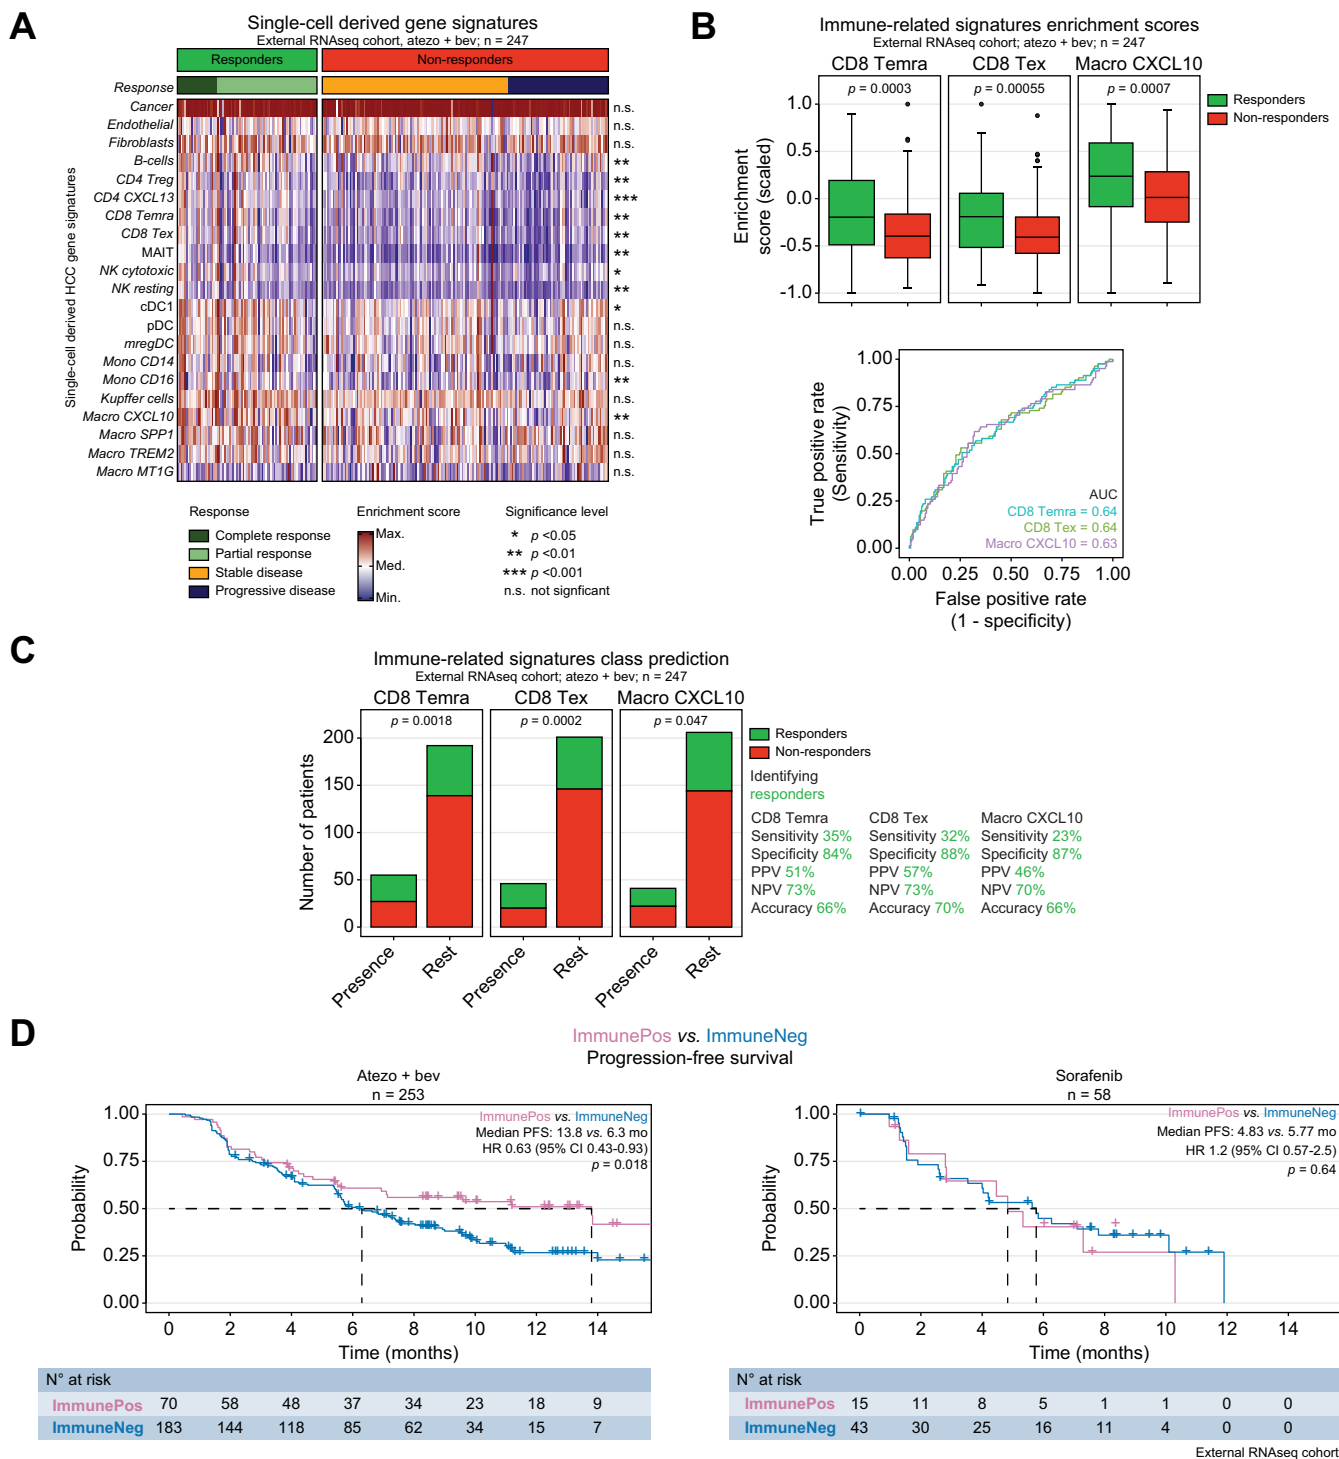 A
Single-cell derived gene signatures
External RNAseq cohort, atezo + bev; n = 247
Responders
Non-responders
Response
Single-cell derived HCC gene signatures
Cancer n.s.
Endothelial n.s.
Fibroblasts n.s.
B-cells **
CD4 Treg **
CD4 CXCL13 ***
CD8 Temra **
CD8 Tex **
MAIT **
NK cytotoxic *
NK resting **
cDC1 *
pDC n.s.
mregDC n.s.
Mono CD14 n.s.
Mono CD16 **
Kupffer cells n.s.
Macro CXCL10 **
Macro SPP1 n.s.
Macro TREM2 n.s.
Macro MT1G n.s.
Response
Complete response
Partial response
Stable disease
Progressive disease
Enrichment score
Max.
Med.
Min.
Significance level
* p <0.05
** p <0.01
*** p <0.001
n.s. not signficant
B
Immune-related signatures enrichment scores
External RNAseq cohort; atezo + bev; n = 247
CD8 Temra CD8 Tex Macro CXCL10
p = 0.0003 p = 0.00055 p = 0.0007
Responders
Non-responders
Enrichment
score (scaled)
1.0
0.5
0.0
-0.5
-1.0
True positive rate
(Sensitivity)
1.00
0.75
0.50
0.25
0.00
AUC
CD8 Temra = 0.64
CD8 Tex = 0.64
Macro CXCL10 = 0.63
0.00 0.25 0.50 0.75 1.00
False positive rate
(1 - specificity)
C
Immune-related signatures class prediction
External RNAseq cohort; atezo + bev; n = 247
CD8 Temra CD8 Tex Macro CXCL10
p = 0.0018 p = 0.0002 p = 0.047
Number of patients
200
150
100
50
0
Presence Rest Presence Rest Presence Rest
Responders
Non-responders
Identifying
responders
CD8 Temra CD8 Tex Macro CXCL10
Sensitivity 35% Sensitivity 32% Sensitivity 23%
Specificity 84% Specificity 88% Specificity 87%
PPV 51% PPV 57% PPV 46%
NPV 73% NPV 73% NPV 70%
Accuracy 66% Accuracy 70% Accuracy 66%
D
ImmunePos vs. ImmuneNeg
Progression-free survival
Atezo + bev
n = 253
ImmunePos vs. ImmuneNeg
Median PFS: 13.8 vs. 6.3 mo
HR 0.63 (95% CI 0.43-0.93)
p = 0.018
Probability
1.00
0.75
0.50
0.25
0.00
0 2 4 6 8 10 12 14
Time (months)
N° at risk
ImmunePos 70 58 48 37 34 23 18 9
ImmuneNeg 183 144 118 85 62 34 15 7
Sorafenib
n = 58
ImmunePos vs. ImmuneNeg
Median PFS: 4.83 vs. 5.77 mo
HR 1.2 (95% CI 0.57-2.5)
p = 0.64
Probability
1.00
0.75
0.50
0.25
0.00
0 2 4 6 8 10 12 14
Time (months)
N° at risk
ImmunePos 15 11 8 5 1 1 0 0
ImmuneNeg 43 30 25 16 11 4 0 0
External RNAseq cohort